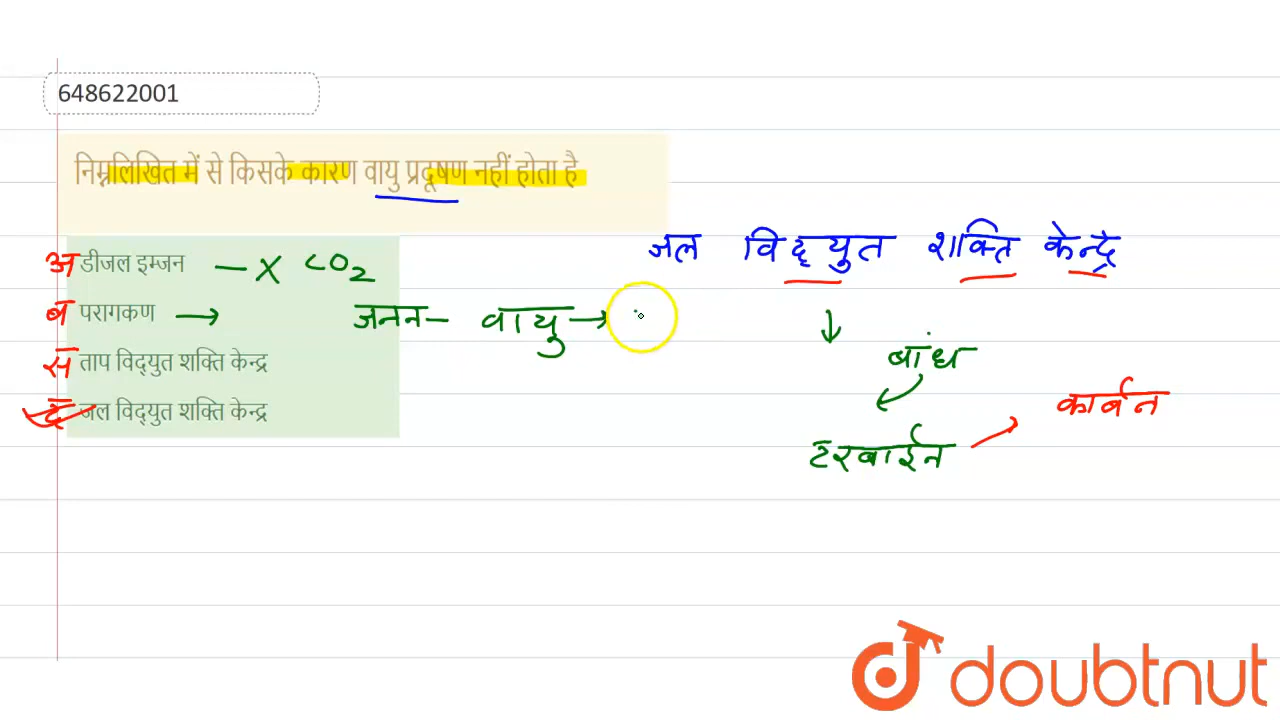 648622001
निम्नलिखित में से किसके कारण वायु प्रदूषण नहीं होता है
जल विद्युत शक्ति केन्द्रे
अ डीजल इम्जन — X CO2
ब परागकण → जनन — वायु →
↓
बांध
स ताप विद्युत शक्ति केन्द्र
द जल विद्युत शक्ति केन्द्र
कार्बन
टरबाईन
doubtnut